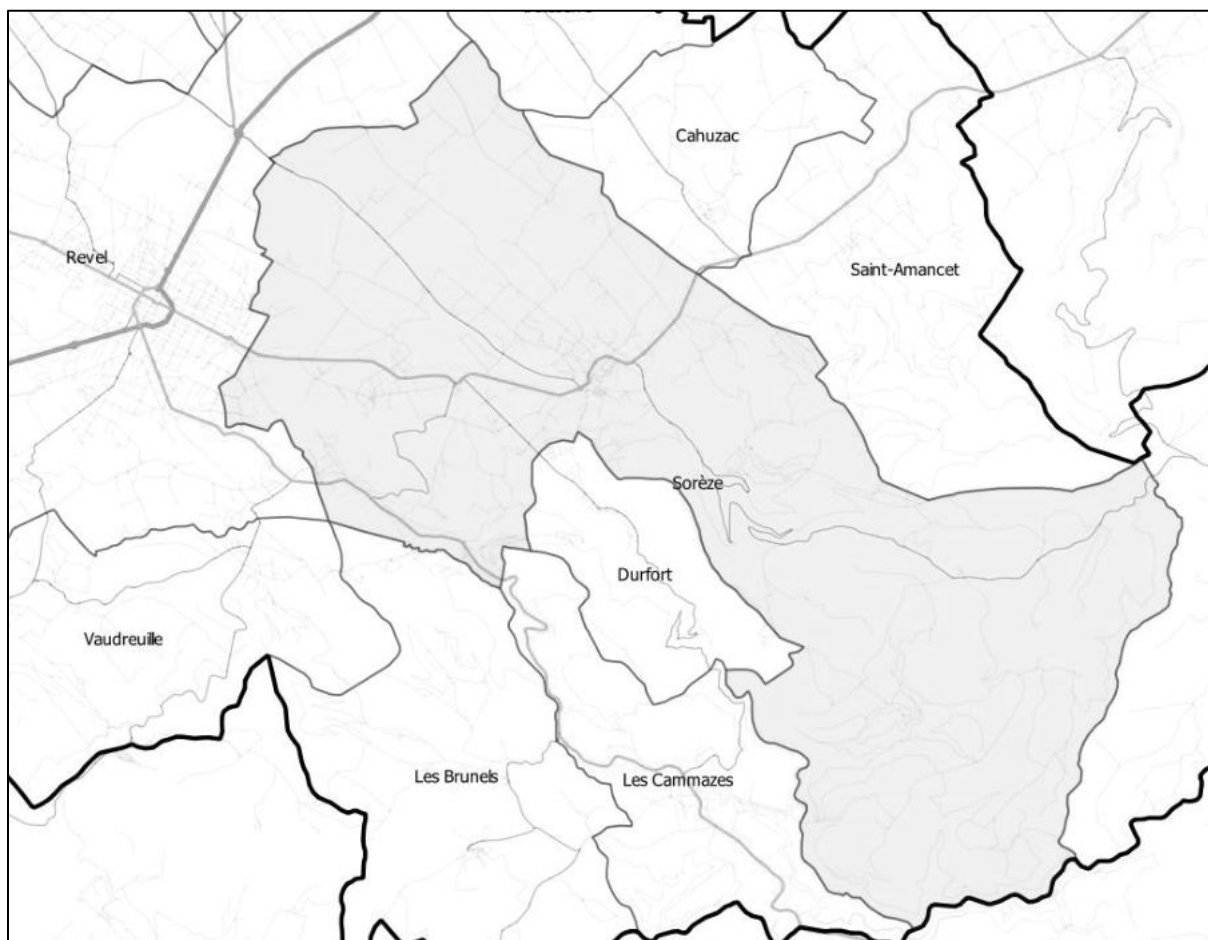 Cahuzac
Revel
Saint-Amancet
Sorèze
Durfort
Vaudreuille
Les Brunels
Les Cammazes